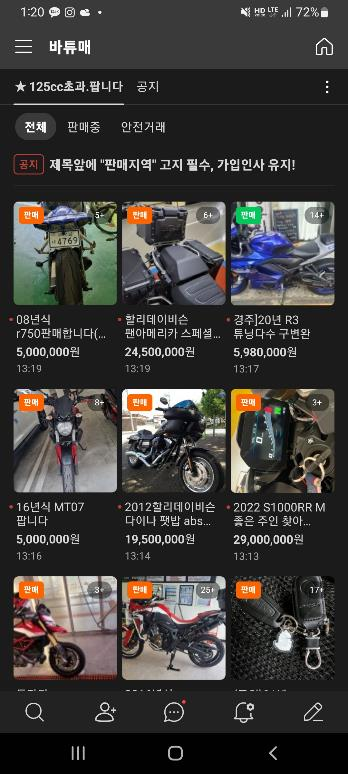 1:20
HD LTE
72%
바튜매
★ 125cc초과.팝니다 공지
전체 판매중 안전거래
공지 제목앞에 "판매지역" 고지 필수, 가입인사 유지!
판매 5+
4769
판매 6+
판매 14+
08년식
r750판매합니다(...
5,000,000원
13:19
할리데이비슨
팬아메리카 스페셜...
24,500,000원
13:19
경주]20년 R3
튜닝다수 구변완
5,980,000원
13:17
판매 8+
판매
판매 3+
16년식 MT07
팝니다
5,000,000원
13:16
2012할리데이비슨
다이나 팻밥 abs...
19,500,000원
13:14
2022 S1000RR M
좋은 주인 찾아...
29,000,000원
13:13
판매 3+
판매 25+
판매 17+